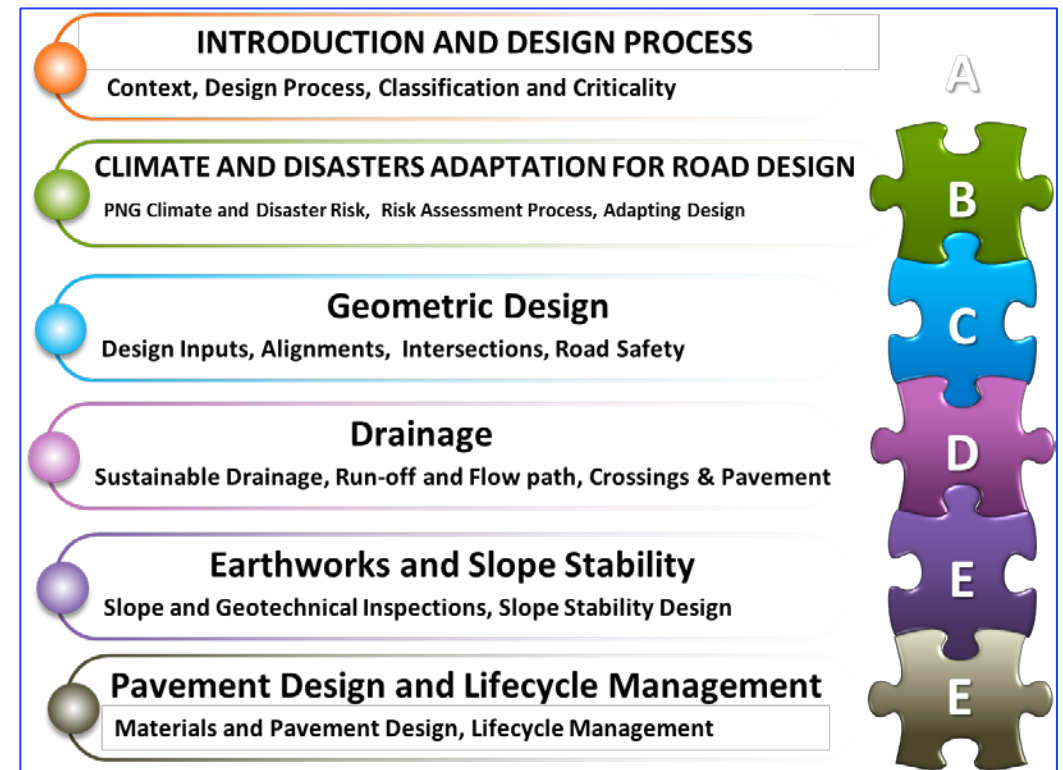 INTRODUCTION AND DESIGN PROCESS
Context, Design Process, Classification and Criticality
A
CLIMATE AND DISASTERS ADAPTATION FOR ROAD DESIGN
PNG Climate and Disaster Risk, Risk Assessment Process, Adapting Design
B
Geometric Design
Design Inputs, Alignments, Intersections, Road Safety
C
Drainage
Sustainable Drainage, Run-off and Flow path, Crossings & Pavement
D
Earthworks and Slope Stability
Slope and Geotechnical Inspections, Slope Stability Design
E
Pavement Design and Lifecycle Management
Materials and Pavement Design, Lifecycle Management
E